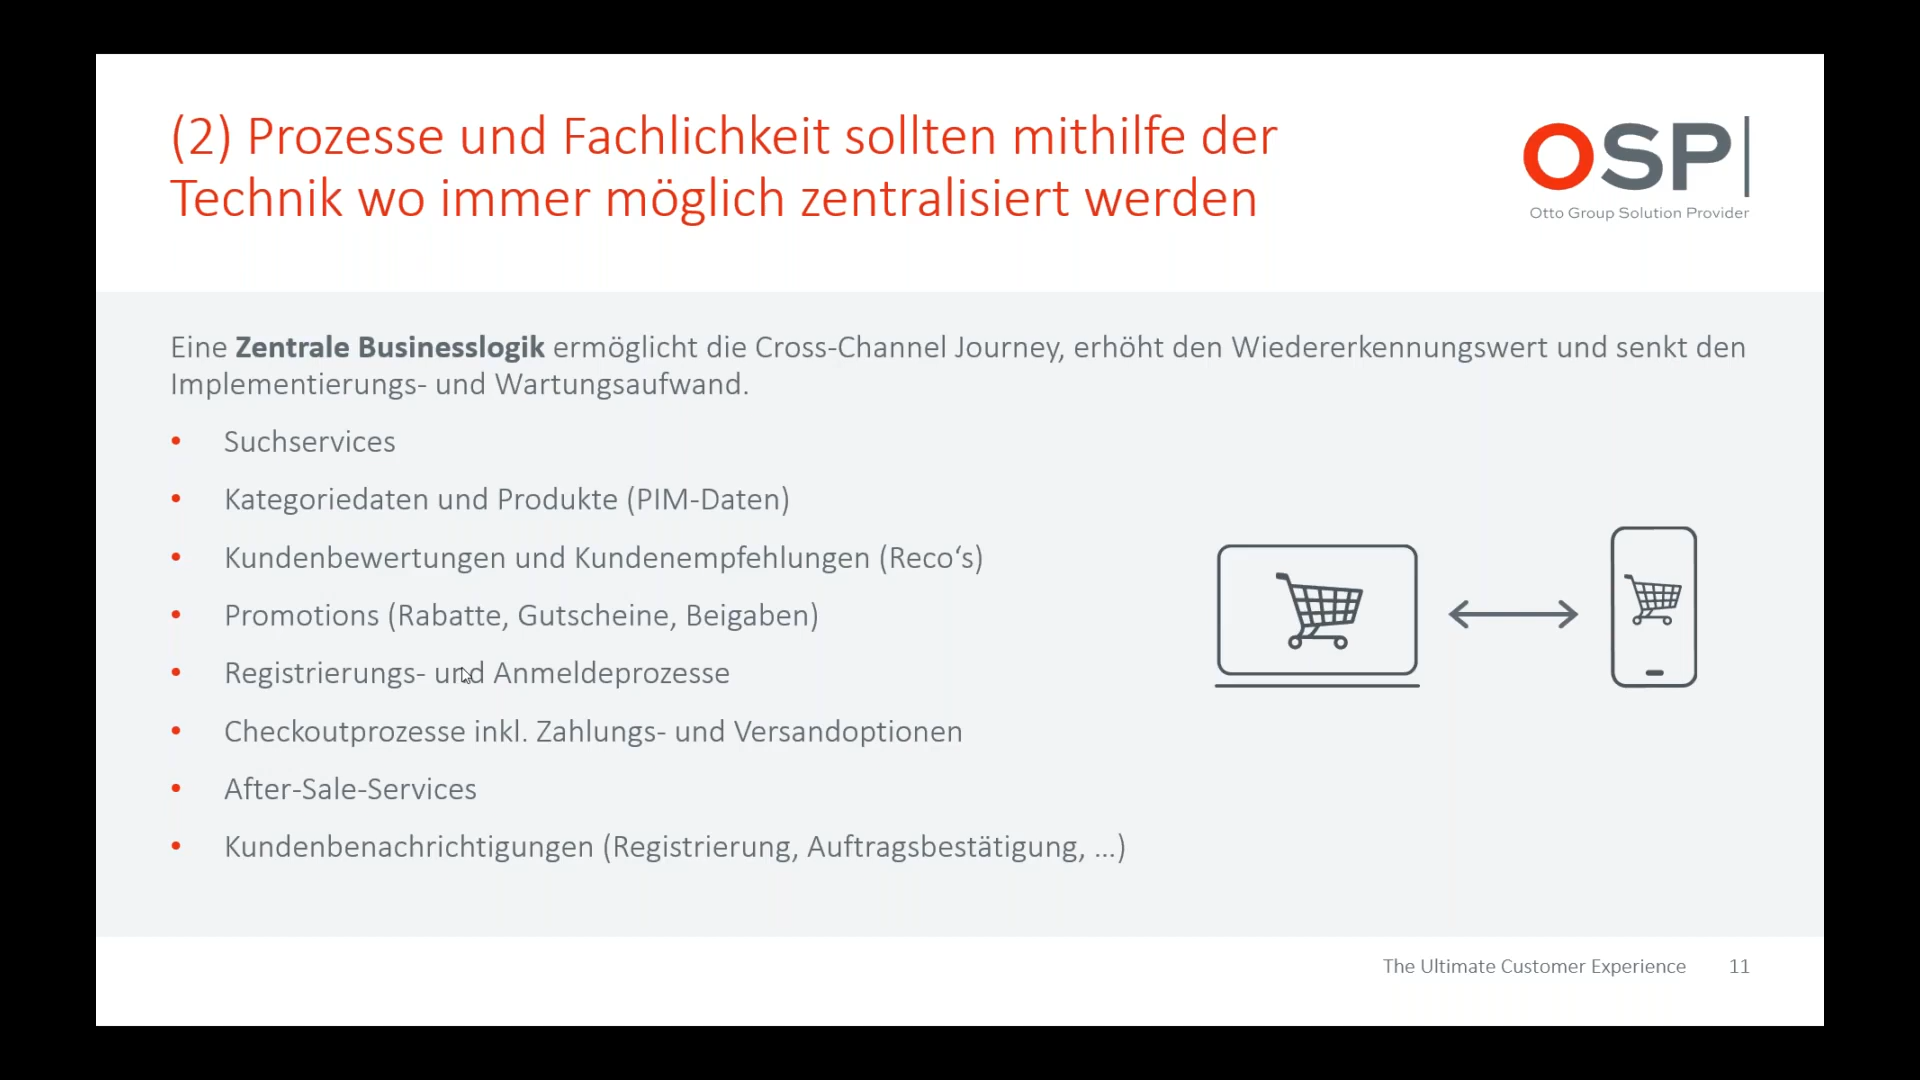 (2) Prozesse und Fachlichkeit sollten mithilfe der
Technik wo immer möglich zentralisiert werden
OSP
Otto Group Solution Provider
Eine Zentrale Businesslogik ermöglicht die Cross-Channel Journey, erhöht den Wiedererkennungswert und senkt den
Implementierungs- und Wartungsaufwand.
• Suchservices
• Kategoriedaten und Produkte (PIM-Daten)
• Kundenbewertungen und Kundenempfehlungen (Reco‘s)
• Promotions (Rabatte, Gutscheine, Beigaben)
• Registrierungs- und Anmeldeprozesse
• Checkoutprozesse inkl. Zahlungs- und Versandoptionen
• After-Sale-Services
• Kundenbenachrichtigungen (Registrierung, Auftragsbestätigung, …)
The Ultimate Customer Experience 11